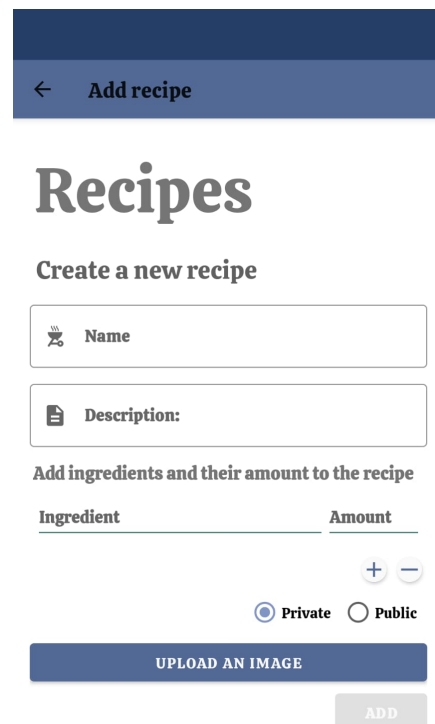 Add recipe
Recipes
Create a new recipe
Name
Description:
Add ingredients and their amount to the recipe
Ingredient Amount
Private Public
UPLOAD AN IMAGE
ADD